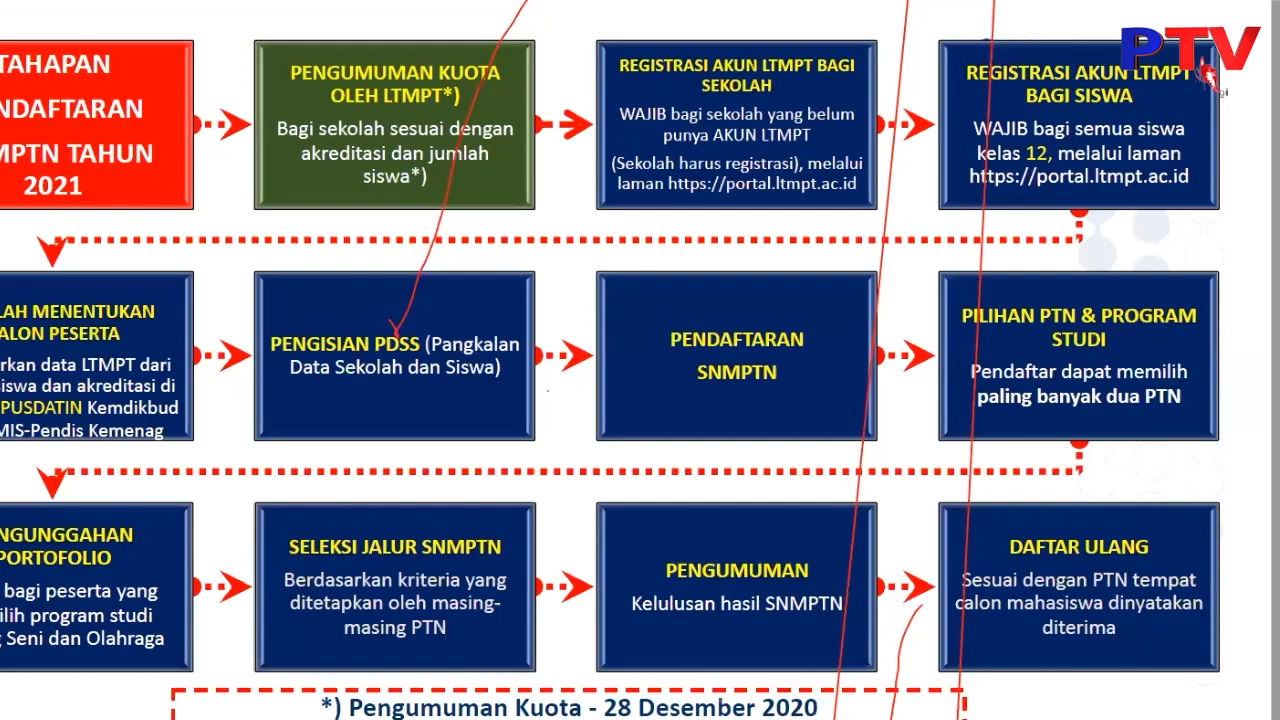 TAHAPAN
NDAFTARAN
MPTN TAHUN
2021
PENGUMUMAN KUOTA
OLEH LTMPT*)
Bagi sekolah sesuai dengan
akreditasi dan jumlah
siswa*)
REGISTRASI AKUN LTMPT BAGI
SEKOLAH
WAJIB bagi sekolah yang belum
punya AKUN LTMPT
(Sekolah harus registrasi), melalui
laman https://portal.ltmpt.ac.id
REGISTRASI AKUN LTMPT
BAGI SISWA
WAJIB bagi semua siswa
kelas 12, melalui laman
https://portal.ltmpt.ac.id
PTV
LAH MENENTUKAN
ALON PESERTA
arkan data LTMPT dari
siswa dan akreditasi di
PUSDATIN Kemdikbud
MIS-Pendis Kemenag
PENGISIAN PDSS (Pangkalan
Data Sekolah dan Siswa)
PENDAFTARAN
SNMPTN
PILIHAN PTN & PROGRAM
STUDI
Pendaftar dapat memilih
paling banyak dua PTN
NGUNGGAHAN
PORTOFOLIO
bagi peserta yang
ilih program studi
g Seni dan Olahraga
SELEKSI JALUR SNMPTN
Berdasarkan kriteria yang
ditetapkan oleh masing-
masing PTN
PENGUMUMAN
Kelulusan hasil SNMPTN
DAFTAR ULANG
Sesuai dengan PTN tempat
calon mahasiswa dinyatakan
diterima
*) Pengumuman Kuota - 28 Desember 2020